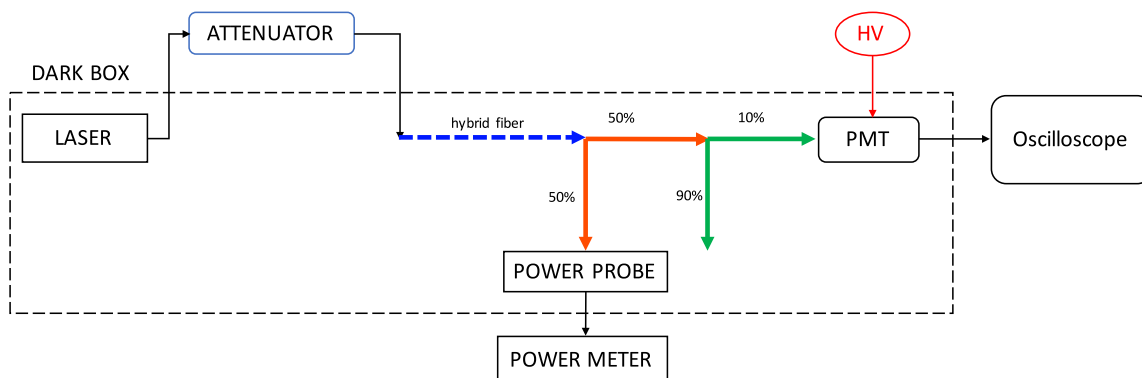 ATTENUATOR
HV
DARK BOX
LASER
hybrid fiber
50%
10%
PMT
Oscilloscope
50%
90%
POWER PROBE
POWER METER